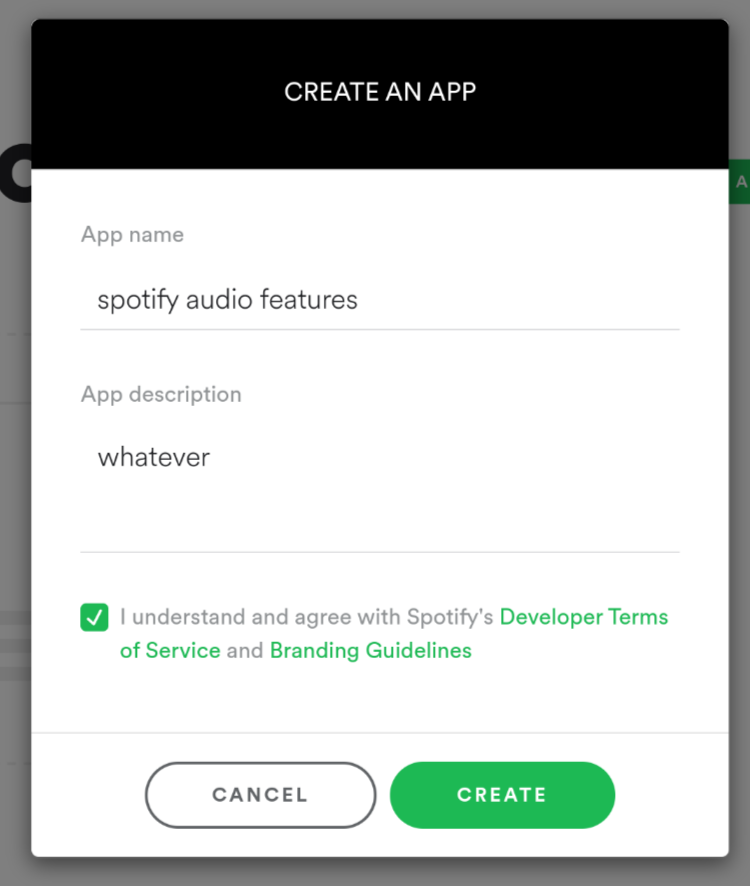 CREATE AN APP
A
App name
spotify audio features
App description
whatever
I understand and agree with Spotify's Developer Terms
of Service and Branding Guidelines
CANCEL
CREATE